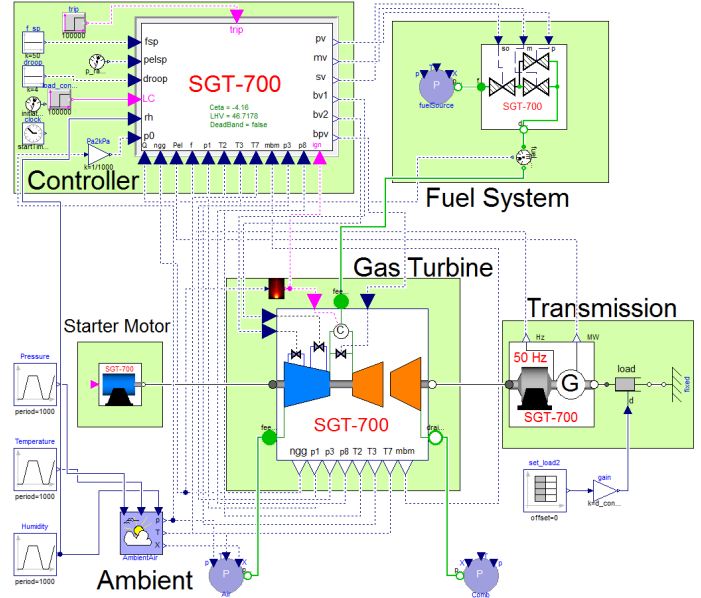 trip
f_sp
100000
k=50
droop
p_ra...
k=4
load_con...
initial...
100000
clock
startTim...
Pa2kPa
k=1/1000
Controller
trip
fsp
pelsp
droop
LC
rh
p0
SGT-700
Ceta = -4.16
LHV = 46.7178
DeadBand = false
pv
mv
sv
bv1
bv2
bpv
Q ngg Pel f p1 T2 T3 T7 mbm p3 p8 ign
p T X
P
fuelSource
f
so m p
SGT-700
d
fuel...
Fuel System
Gas Turbine
fee...
C
SGT-700
fee...
drai...
ngg p1 p3 p8 T2 T3 T7 mbm
Starter Motor
SGT-700
Transmission
Hz MW
50 Hz
G
SGT-700
load
d
fixed
set_load2
offset=0
gain
k=d_con...
Pressure
period=1000
Temperature
period=1000
Humidity
period=1000
p
T
X
AmbientAir
Ambient
p T X
P
Air
p T X
P
Comb